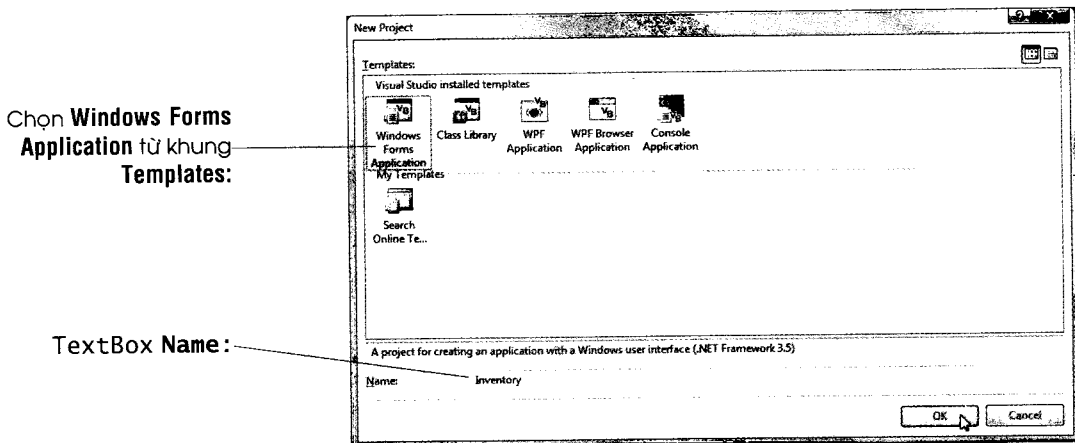 New Project
Templates:
Visual Studio installed templates
Windows Forms Application
Class Library
WPF Application
WPF Browser Application
Console Application
My Templates
Search Online Te...
A project for creating an application with a Windows user interface (.NET Framework 3.5)
Name: Inventory
OK Cancel
Chọn Windows Forms
Application từ khung
Templates:
TextBox Name: